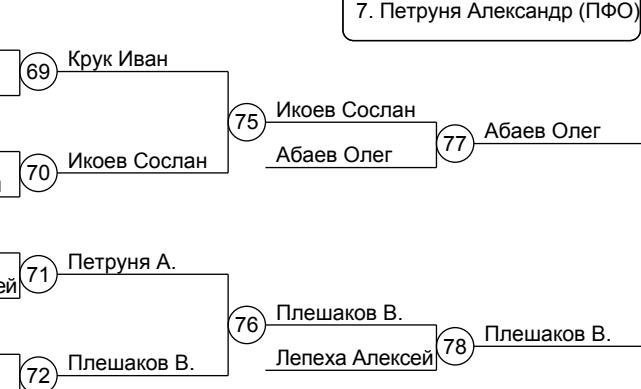 7. Петруня Александр (ПФО)
69 Крук Иван
75 Икоев Сослан
77 Абаев Олег
Абаев Олег
70 Икоев Сослан
71 Петруня А.
ей
76 Плешаков В.
78 Плешаков В.
Лепеха Алексей
72 Плешаков В.